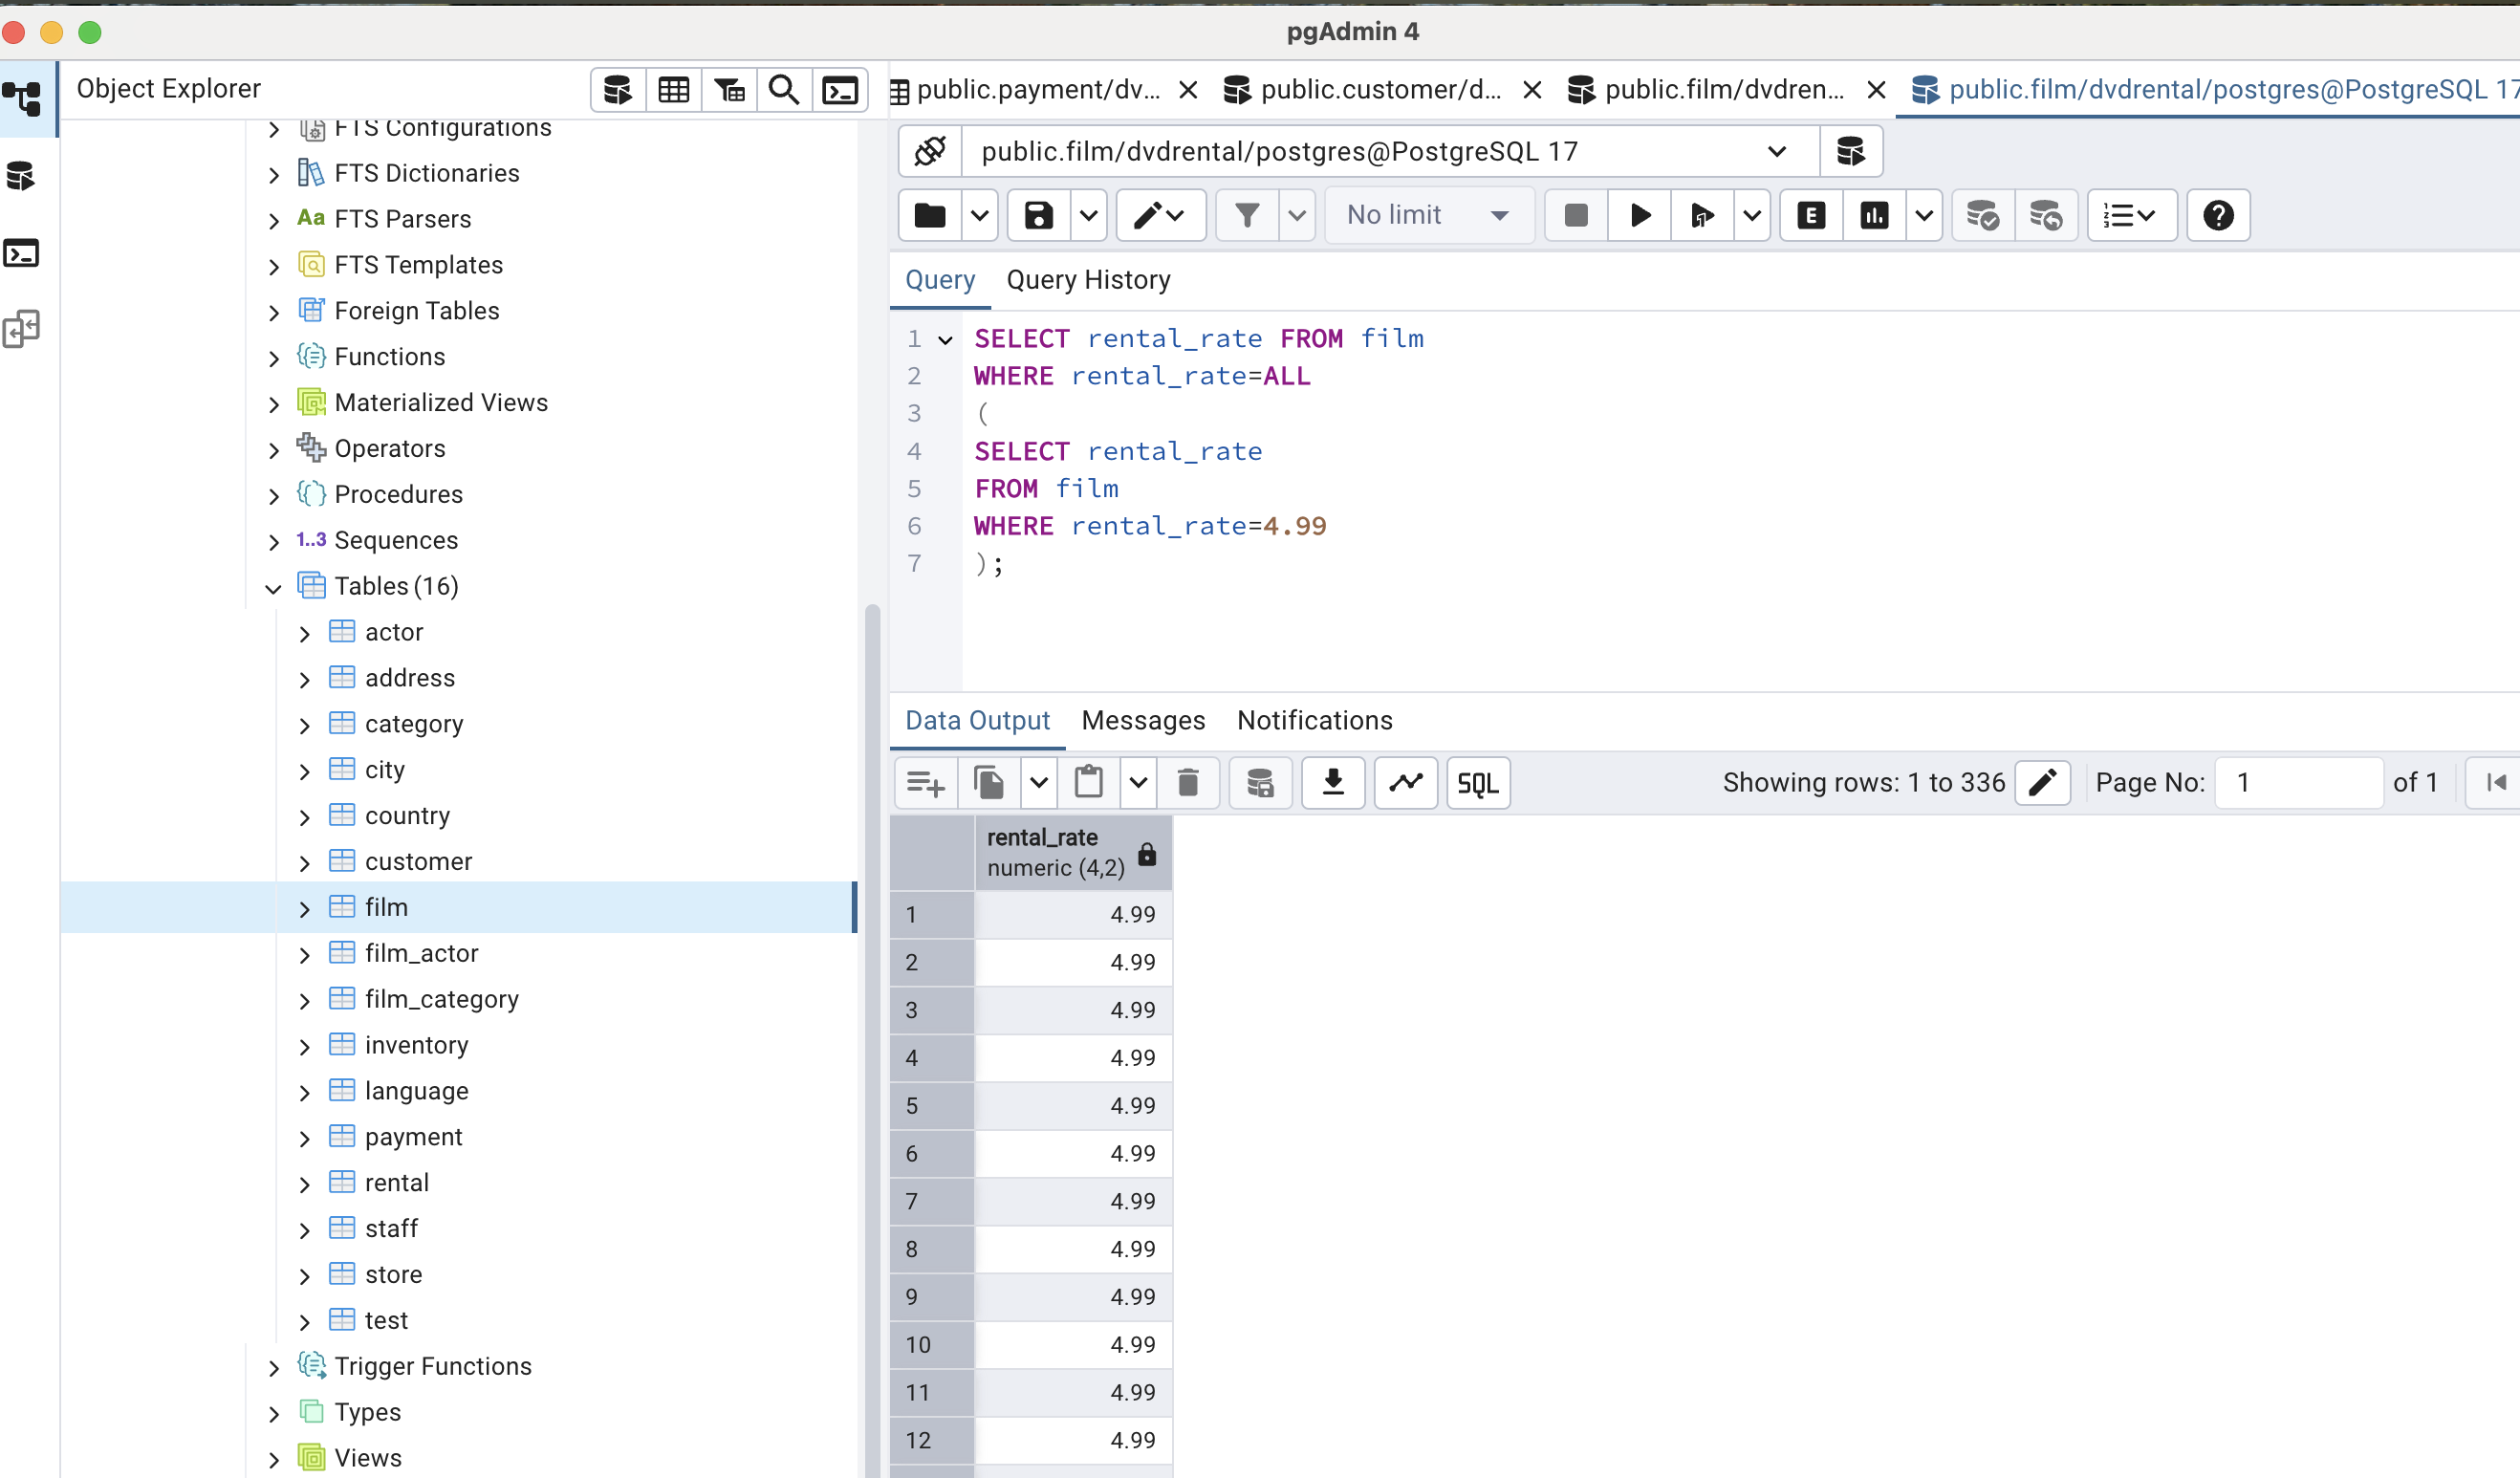 pgAdmin 4
Object Explorer
FTS Configurations
FTS Dictionaries
Aa FTS Parsers
FTS Templates
Foreign Tables
Functions
Materialized Views
Operators
Procedures
1..3 Sequences
Tables (16)
actor
address
category
city
country
customer
film
film_actor
film_category
inventory
language
payment
rental
staff
store
test
Trigger Functions
Types
Views
public.payment/dv...
public.customer/d...
public.film/dvdren...
public.film/dvdrental/postgres@PostgreSQL 17
public.film/dvdrental/postgres@PostgreSQL 17
No limit
E
Query
Query History
1 SELECT rental_rate FROM film
2 WHERE rental_rate=ALL
3 (
4 SELECT rental_rate
5 FROM film
6 WHERE rental_rate=4.99
7 );
Data Output
Messages
Notifications
SQL
Showing rows: 1 to 336
Page No: 1 of 1
rental_rate
numeric (4,2)
1 4.99
2 4.99
3 4.99
4 4.99
5 4.99
6 4.99
7 4.99
8 4.99
9 4.99
10 4.99
11 4.99
12 4.99